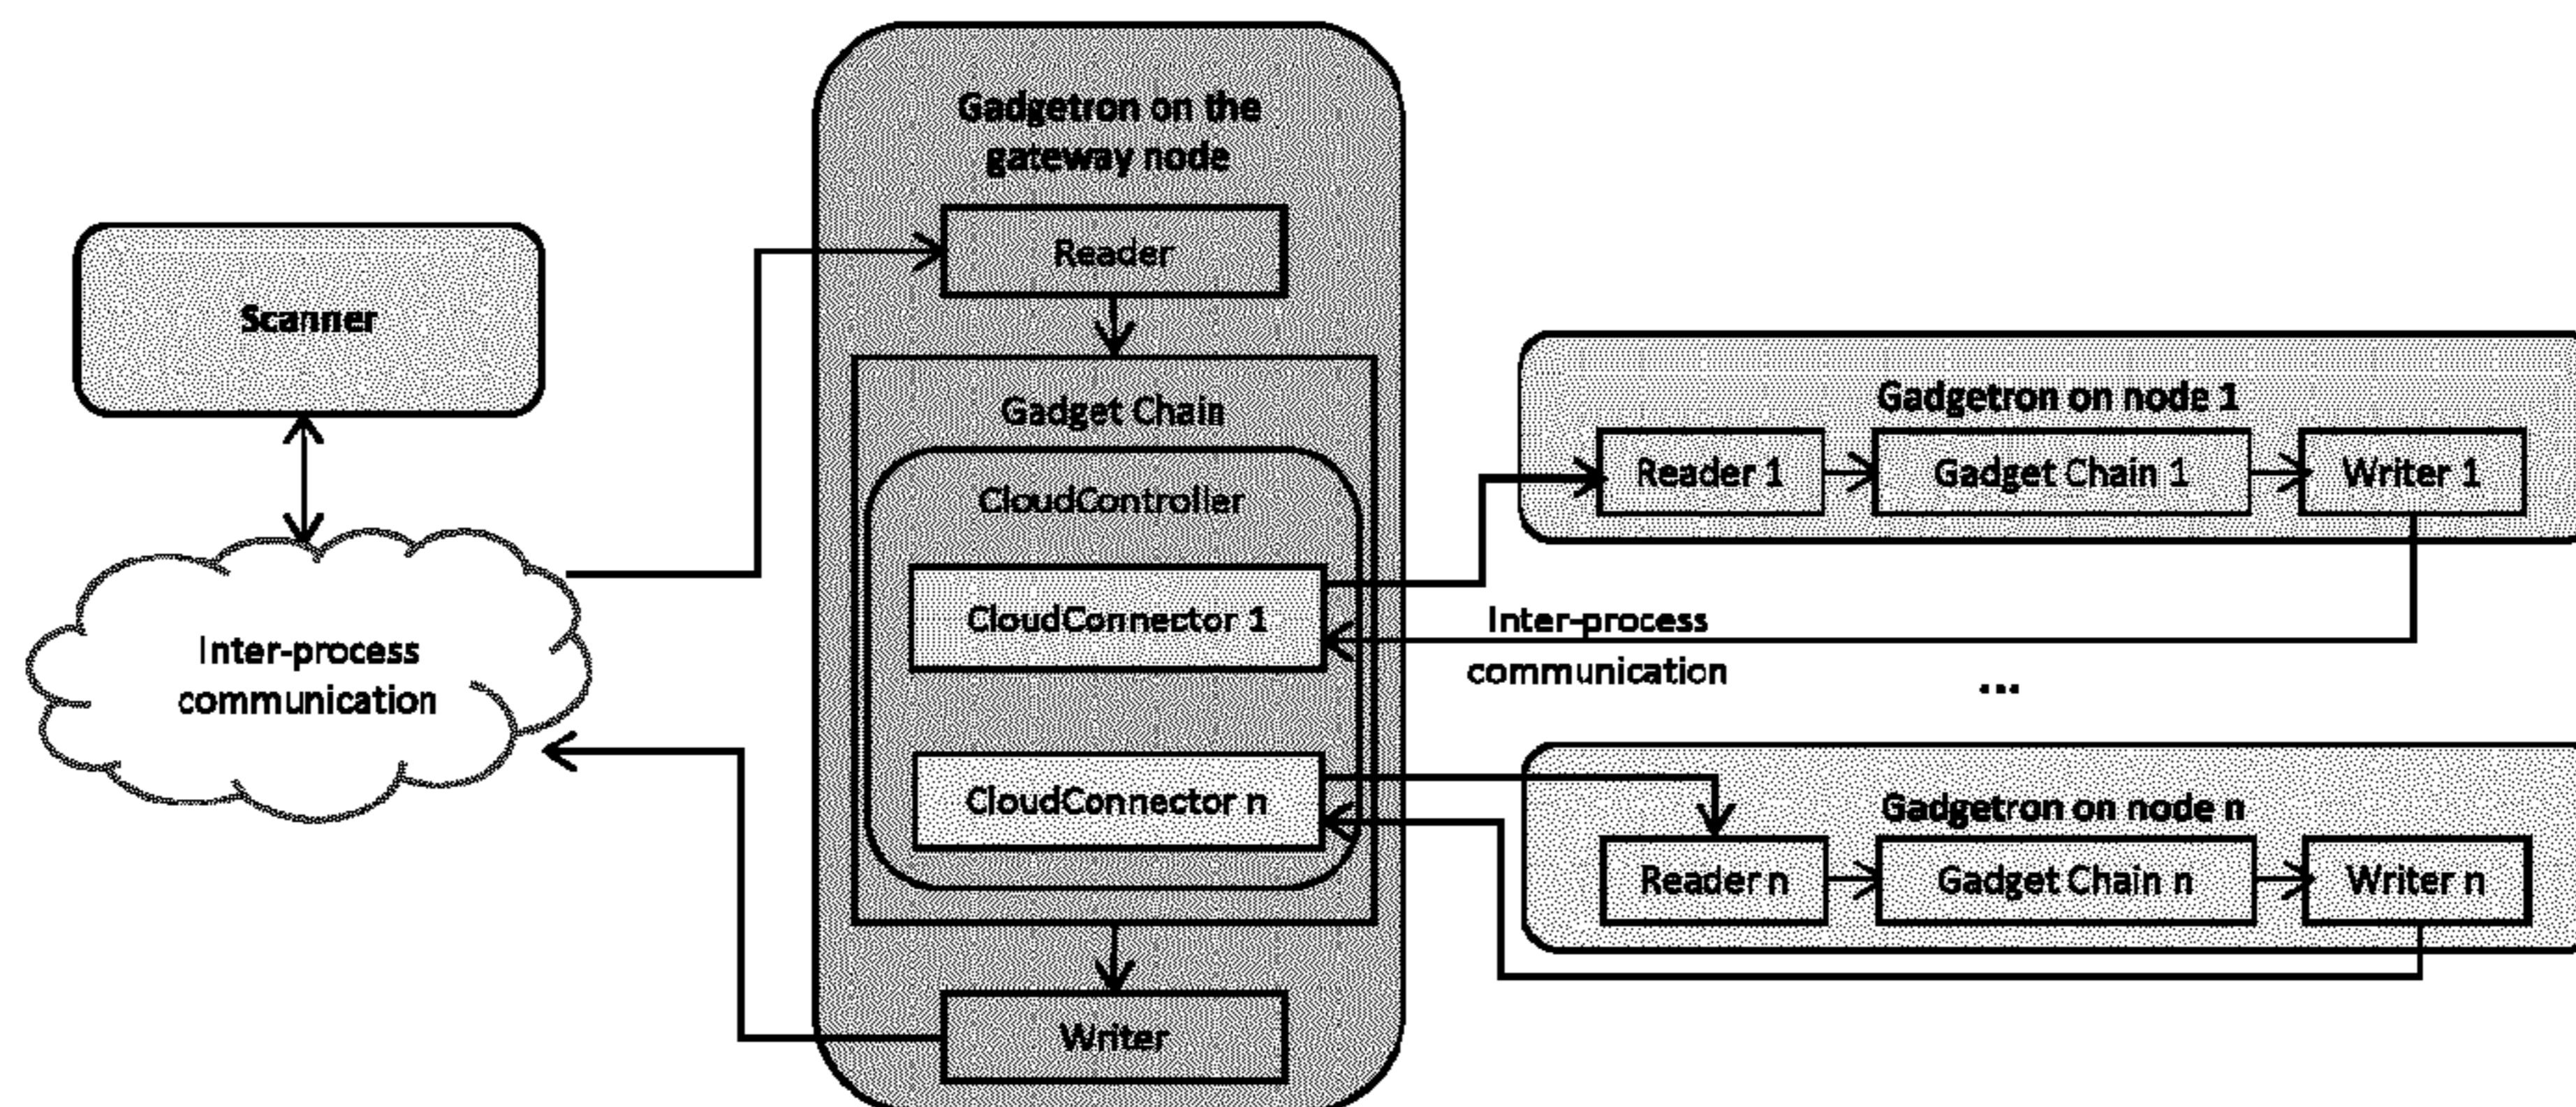 Scanner
Inter-process
communication
Gadgetron on the
gateway node
Reader
Gadget Chain
CloudController
CloudConnector 1
CloudConnector n
Writer
Inter-process
communication
Gadgetron on node 1
Reader 1
Gadget Chain 1
Writer 1
...
Gadgetron on node n
Reader n
Gadget Chain n
Writer n